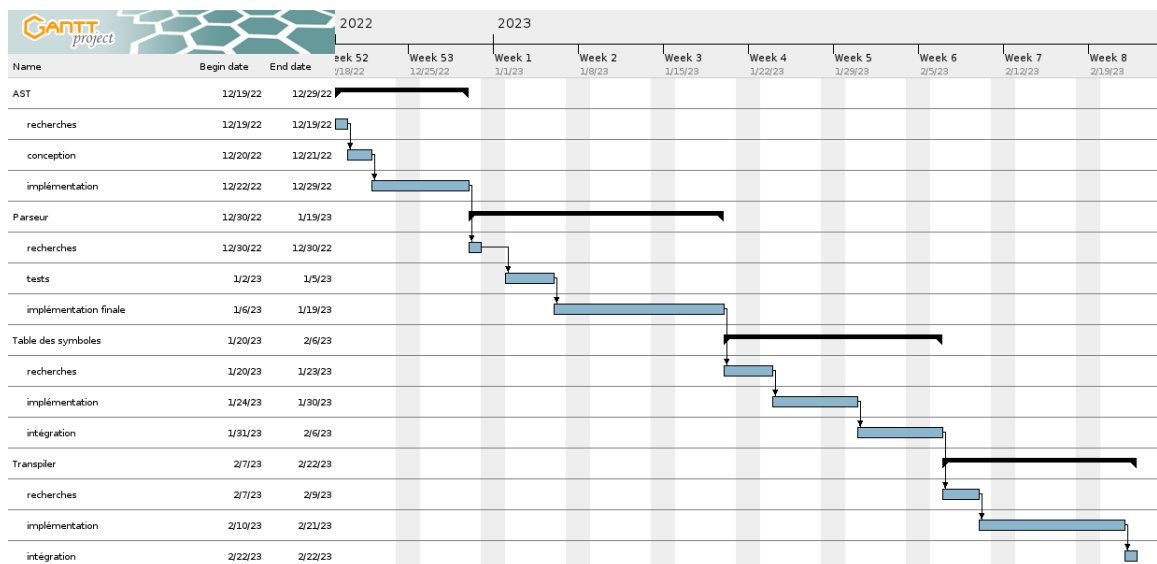 GANTT project
2022 2023
eek 52 Week 53 Week 1 Week 2 Week 3 Week 4 Week 5 Week 6 Week 7 Week 8
Name Begin date End date /18/22 12/25/22 1/1/23 1/8/23 1/15/23 1/22/23 1/29/23 2/5/23 2/12/23 2/19/23
AST 12/19/22 12/29/22
recherches 12/19/22 12/19/22
conception 12/20/22 12/21/22
implémentation 12/22/22 12/29/22
Parseur 12/30/22 1/19/23
recherches 12/30/22 12/30/22
tests 1/2/23 1/5/23
implémentation finale 1/6/23 1/19/23
Table des symboles 1/20/23 2/6/23
recherches 1/20/23 1/23/23
implémentation 1/24/23 1/30/23
intégration 1/31/23 2/6/23
Transpiler 2/7/23 2/22/23
recherches 2/7/23 2/9/23
implémentation 2/10/23 2/21/23
intégration 2/22/23 2/22/23